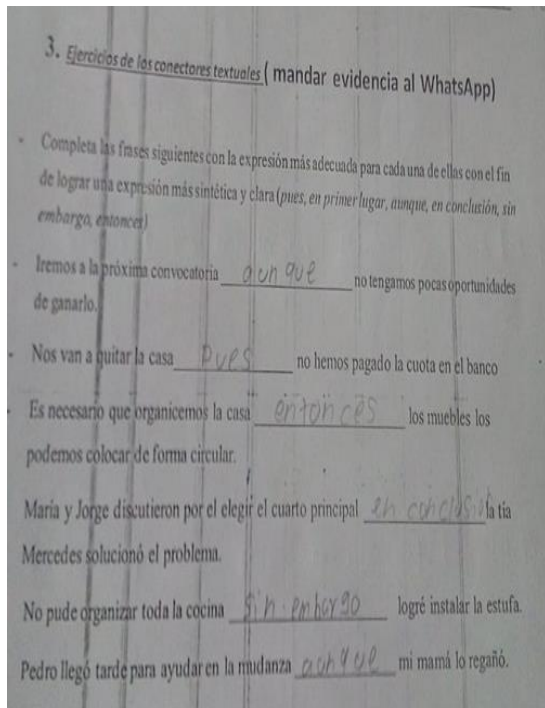 3. Ejercicios de los conectores textuales ( mandar evidencia al WhatsApp)
- Completa las frases siguientes con la expresión más adecuada para cada una de ellas con el fin
de lograr una expresión más sintética y clara (pues, en primer lugar, aunque, en conclusión, sin
embargo, entonces)
- Iremos a la próxima convocatoria aunque no tengamos pocas oportunidades
de ganarlo.
- Nos van a quitar la casa pues no hemos pagado la cuota en el banco
- Es necesario que organicemos la casa entonces los muebles los
podemos colocar de forma circular.
Maria y Jorge discutieron por el elegir el cuarto principal en conclusión la tia
Mercedes solucionó el problema.
No pude organizar toda la cocina sin embargo logré instalar la estufa.
Pedro llegó tarde para ayudar en la mudanza aunque mi mamá lo regañó.